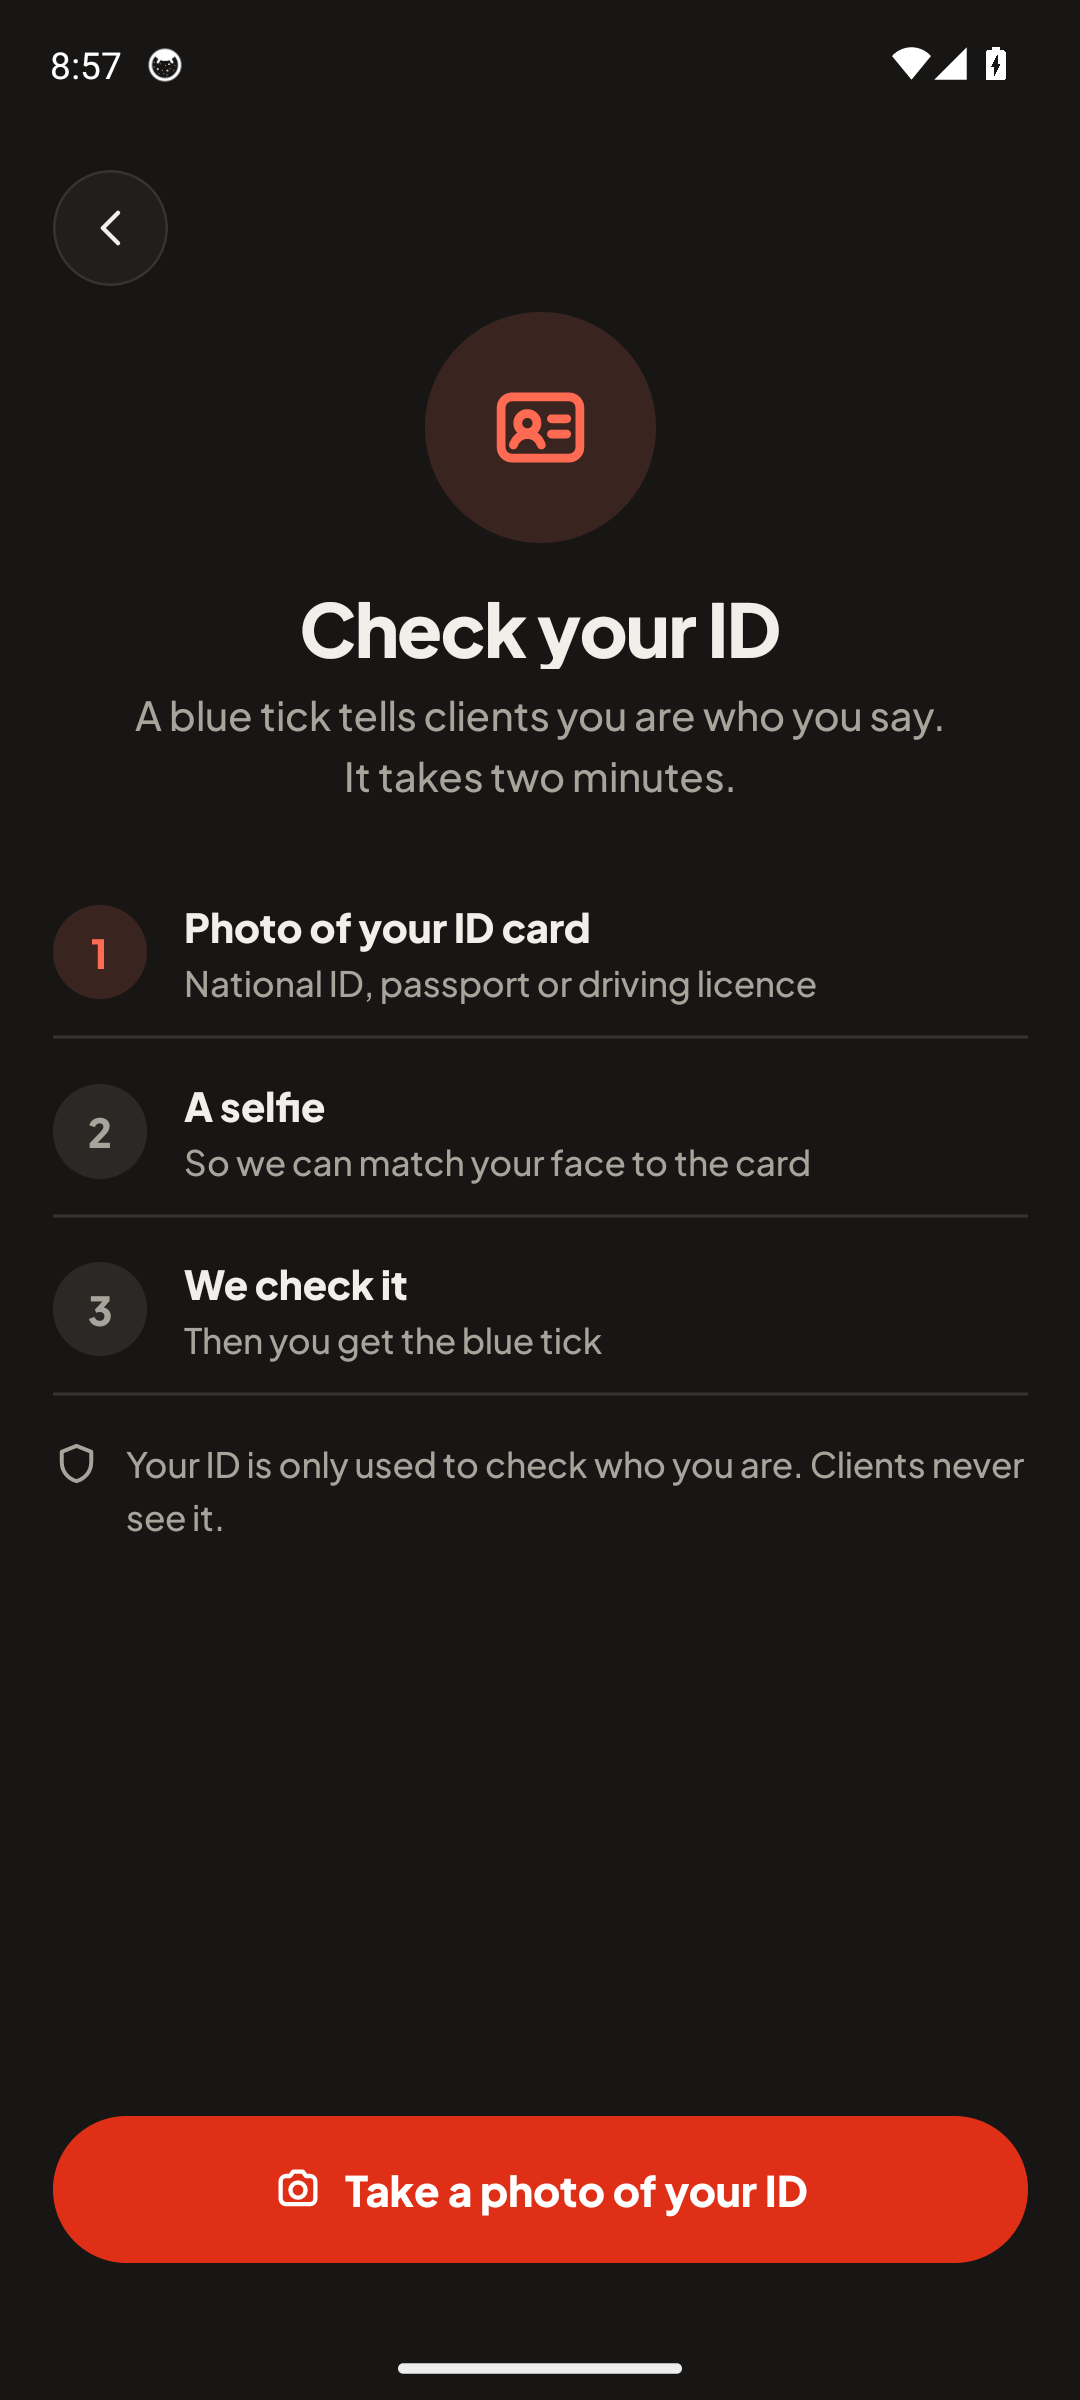 8:57
Check your ID
A blue tick tells clients you are who you say.
It takes two minutes.
1
Photo of your ID card
National ID, passport or driving licence
2
A selfie
So we can match your face to the card
3
We check it
Then you get the blue tick
Your ID is only used to check who you are. Clients never
see it.
Take a photo of your ID